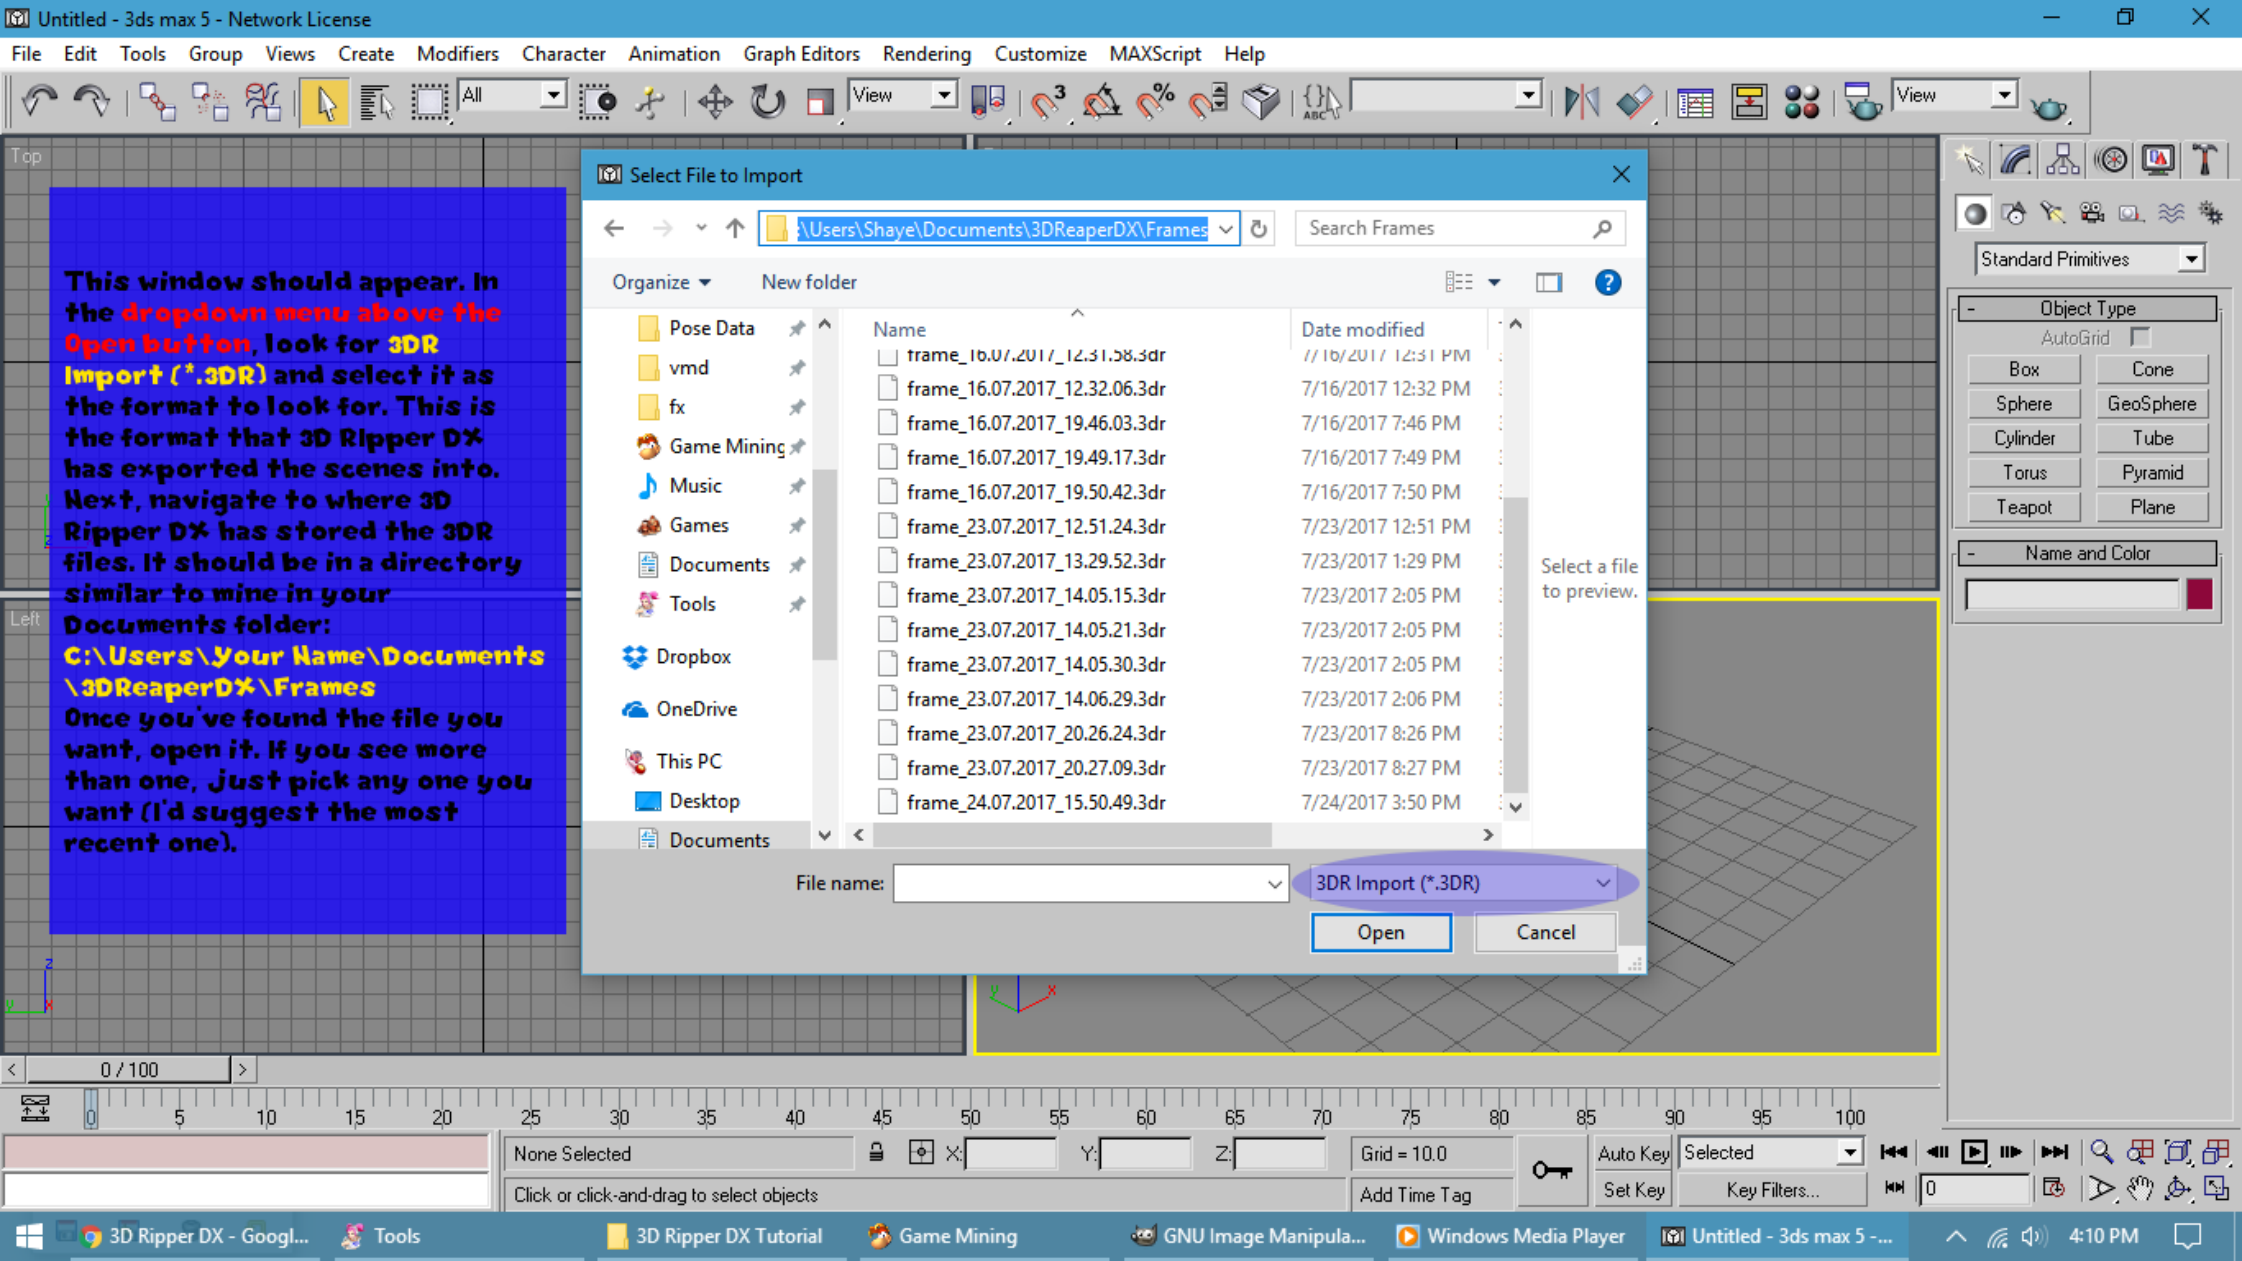 Untitled - 3ds max 5 - Network License
File Edit Tools Group Views Create Modifiers Character Animation Graph Editors Rendering Customize MAXScript Help
All
View
3
%
ABC
View
Top
This window should appear. In
the dropdown menu above the
Open button, look for 3DR
Import (*.3DR) and select it as
the format to look for. This is
the format that 3D RIpper DX
has exported the scenes into.
Next, navigate to where 3D
Ripper DX has stored the 3DR
files. It should be in a directory
similar to mine in your
Documents folder:
C:\Users\Your Name\Documents
\3DReaperDX\Frames
Once you've found the file you
want, open it. If you see more
than one, just pick any one you
want (I'd suggest the most
recent one).
Left
z
y
x
Select File to Import
:\Users\Shaye\Documents\3DReaperDX\Frames
Search Frames
Organize
New folder
Pose Data
vmd
fx
Game Mining
Music
Games
Documents
Tools
Dropbox
OneDrive
This PC
Desktop
Documents
Name Date modified
frame_16.07.2017_12.31.58.3dr 7/16/2017 12:31 PM
frame_16.07.2017_12.32.06.3dr 7/16/2017 12:32 PM
frame_16.07.2017_19.46.03.3dr 7/16/2017 7:46 PM
frame_16.07.2017_19.49.17.3dr 7/16/2017 7:49 PM
frame_16.07.2017_19.50.42.3dr 7/16/2017 7:50 PM
frame_23.07.2017_12.51.24.3dr 7/23/2017 12:51 PM
frame_23.07.2017_13.29.52.3dr 7/23/2017 1:29 PM
frame_23.07.2017_14.05.15.3dr 7/23/2017 2:05 PM
frame_23.07.2017_14.05.21.3dr 7/23/2017 2:05 PM
frame_23.07.2017_14.05.30.3dr 7/23/2017 2:05 PM
frame_23.07.2017_14.06.29.3dr 7/23/2017 2:06 PM
frame_23.07.2017_20.26.24.3dr 7/23/2017 8:26 PM
frame_23.07.2017_20.27.09.3dr 7/23/2017 8:27 PM
frame_24.07.2017_15.50.49.3dr 7/24/2017 3:50 PM
Select a file
to preview.
File name:
3DR Import (*.3DR)
Open Cancel
y
x
Standard Primitives
- Object Type
AutoGrid
Box Cone
Sphere GeoSphere
Cylinder Tube
Torus Pyramid
Teapot Plane
- Name and Color
< 0 / 100 >
0 5 10 15 20 25 30 35 40 45 50 55 60 65 70 75 80 85 90 95 100
None Selected X: Y: Z: Grid = 10.0
Auto Key Selected
Click or click-and-drag to select objects Add Time Tag
Set Key Key Filters... 0
3D Ripper DX - Googl... Tools 3D Ripper DX Tutorial Game Mining GNU Image Manipula... Windows Media Player Untitled - 3ds max 5 -... 4:10 PM